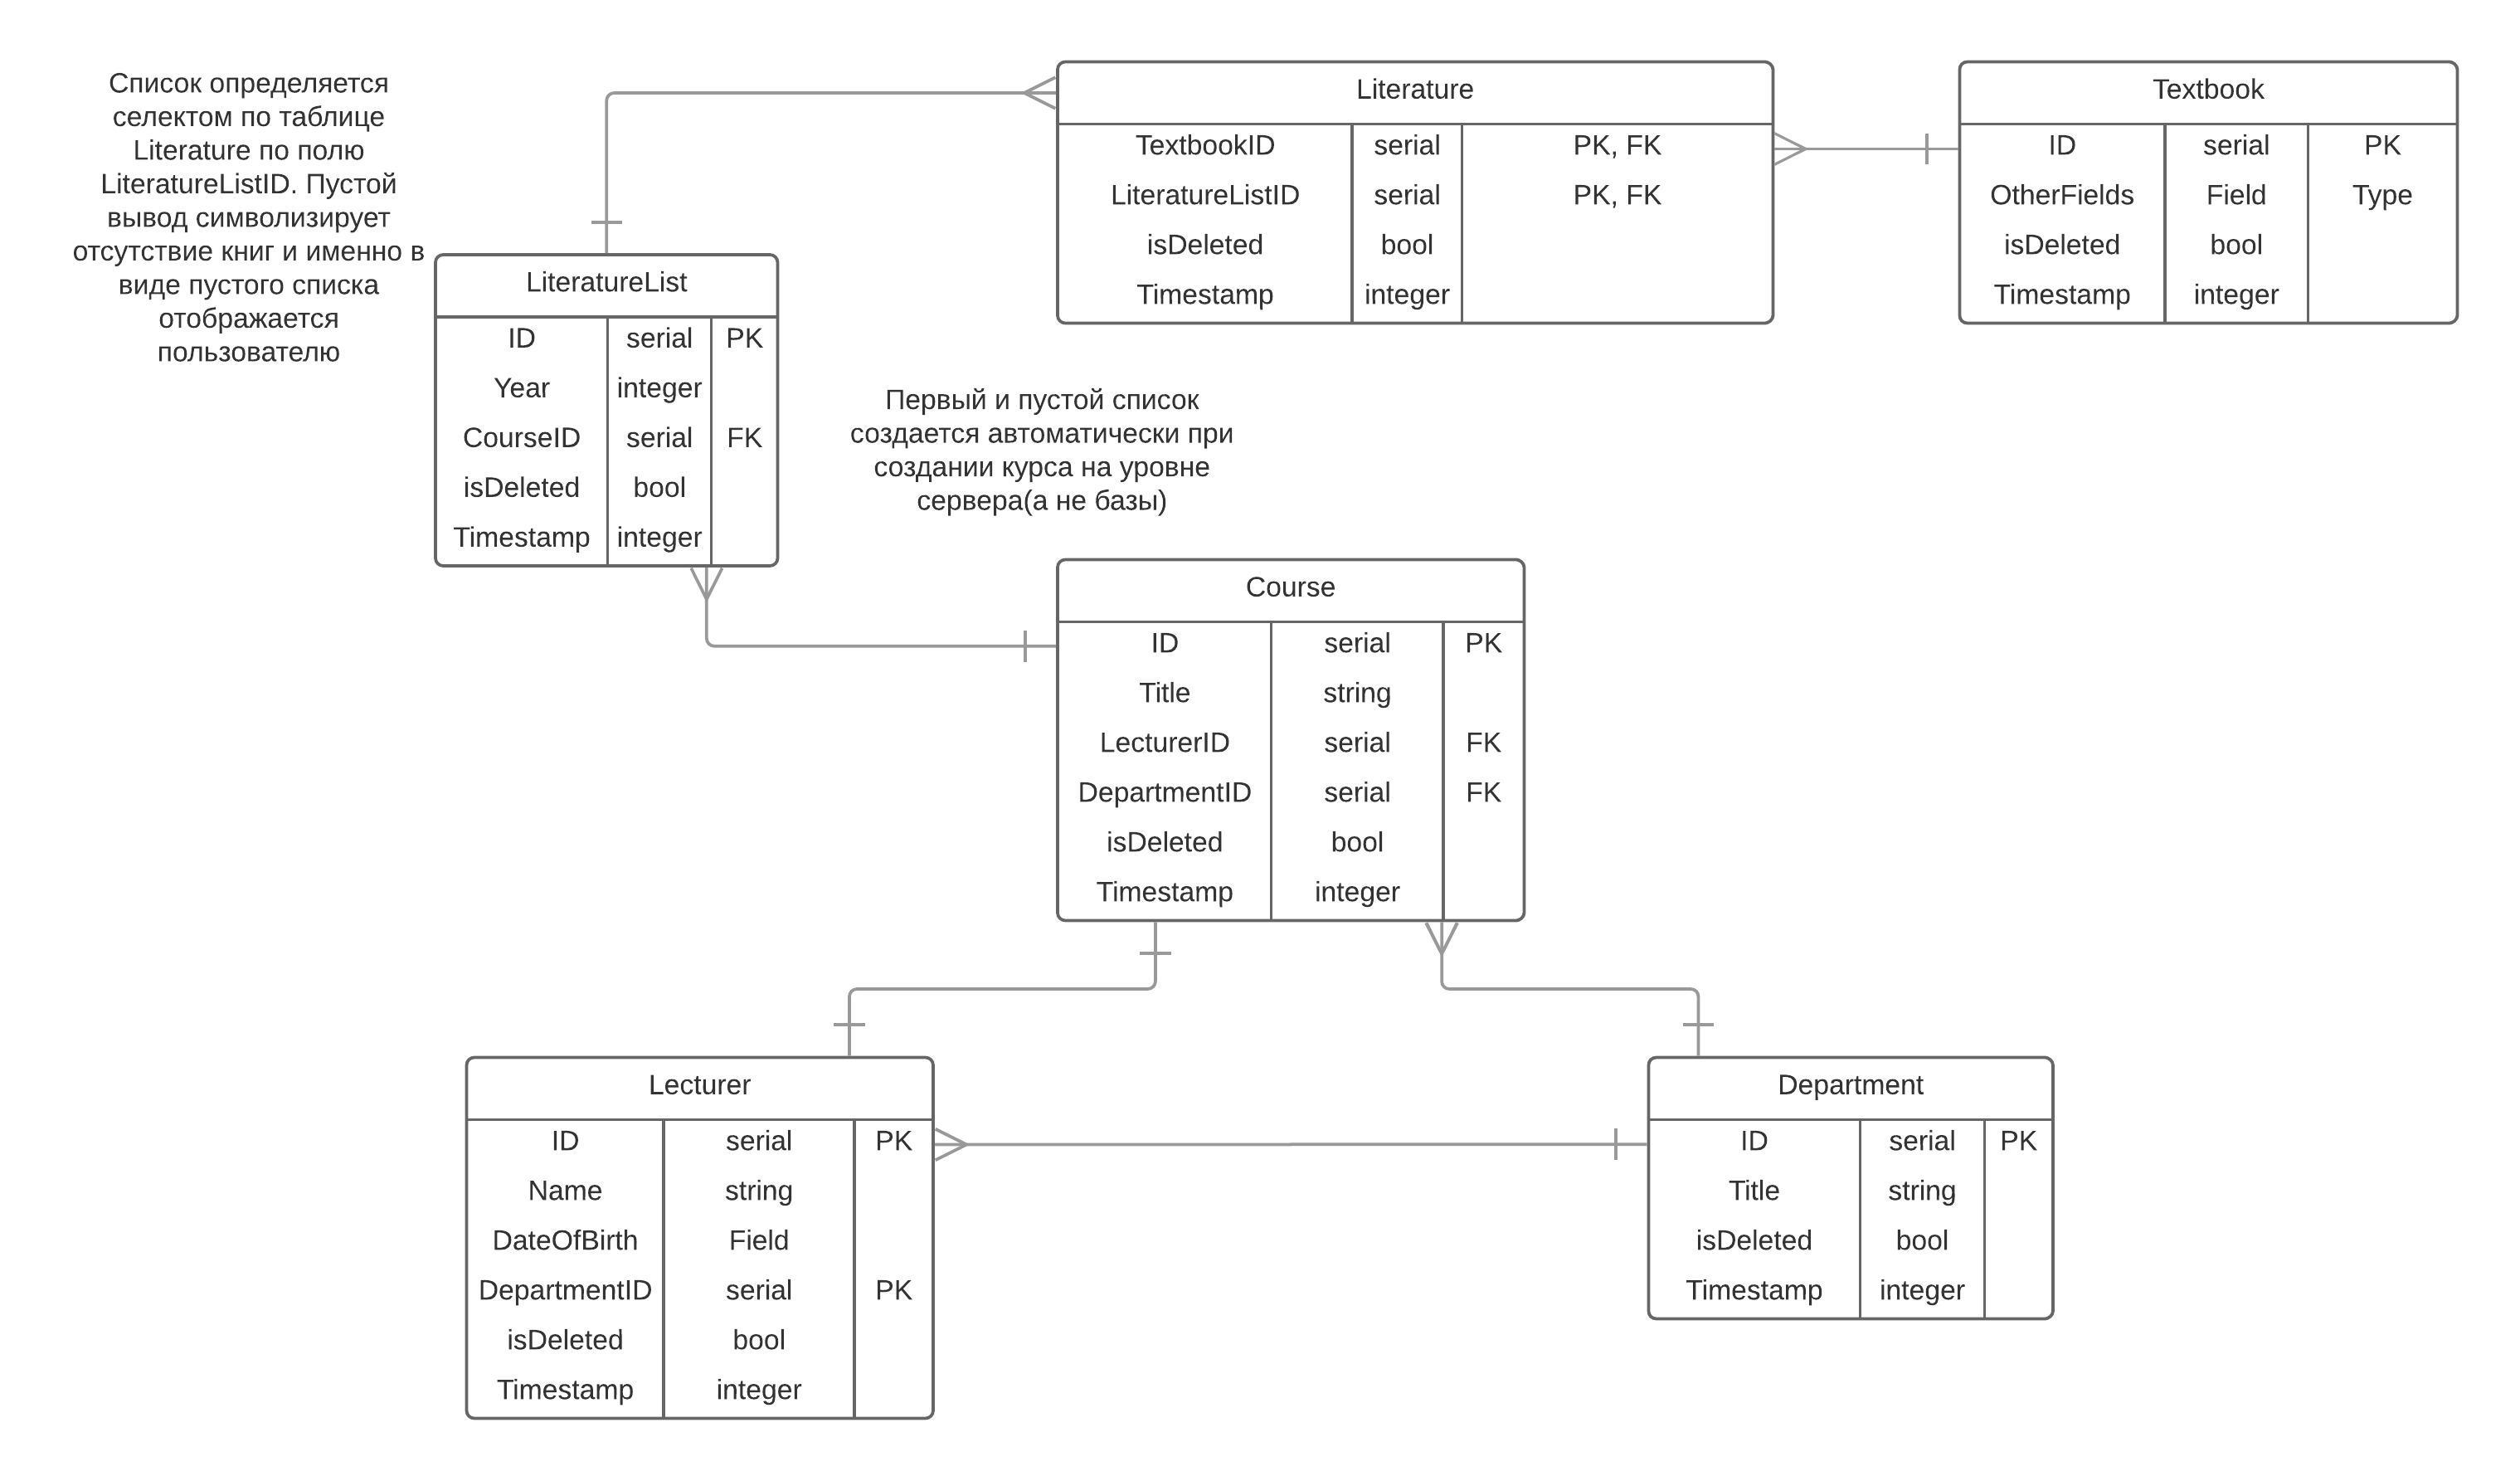 Список определяется
селектом по таблице
Literature по полю
LiteratureListID. Пустой
вывод символизирует
отсутствие книг и именно в
виде пустого списка
отображается
пользователю
Literature
TextbookID serial PK, FK
LiteratureListID serial PK, FK
isDeleted bool
Timestamp integer
Textbook
ID serial PK
OtherFields Field Type
isDeleted bool
Timestamp integer
LiteratureList
ID serial PK
Year integer
CourseID serial FK
isDeleted bool
Timestamp integer
Первый и пустой список
создается автоматически при
создании курса на уровне
сервера(а не базы)
Course
ID serial PK
Title string
LecturerID serial FK
DepartmentID serial FK
isDeleted bool
Timestamp integer
Lecturer
ID serial PK
Name string
DateOfBirth Field
DepartmentID serial PK
isDeleted bool
Timestamp integer
Department
ID serial PK
Title string
isDeleted bool
Timestamp integer